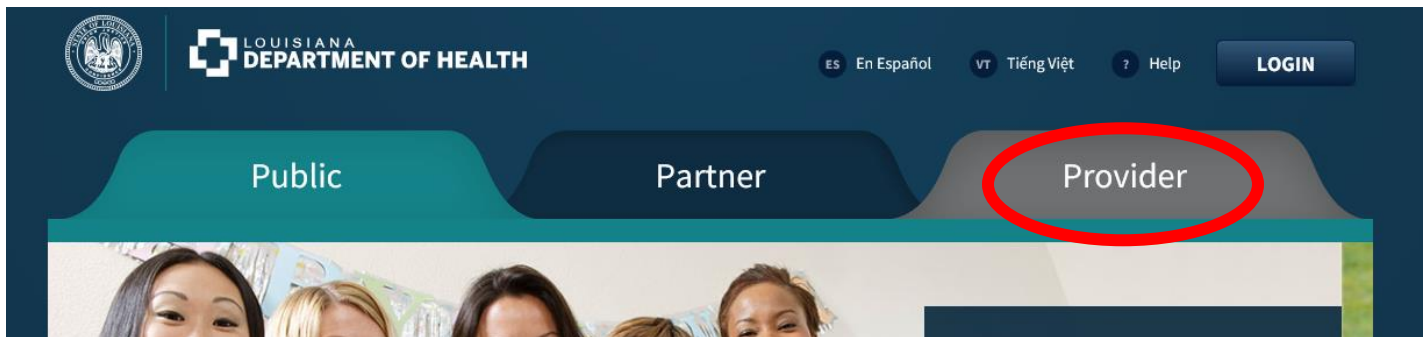 LOUISIANA
DEPARTMENT OF HEALTH
ES En Español VT Tiếng Việt ? Help LOGIN
Public Partner Provider